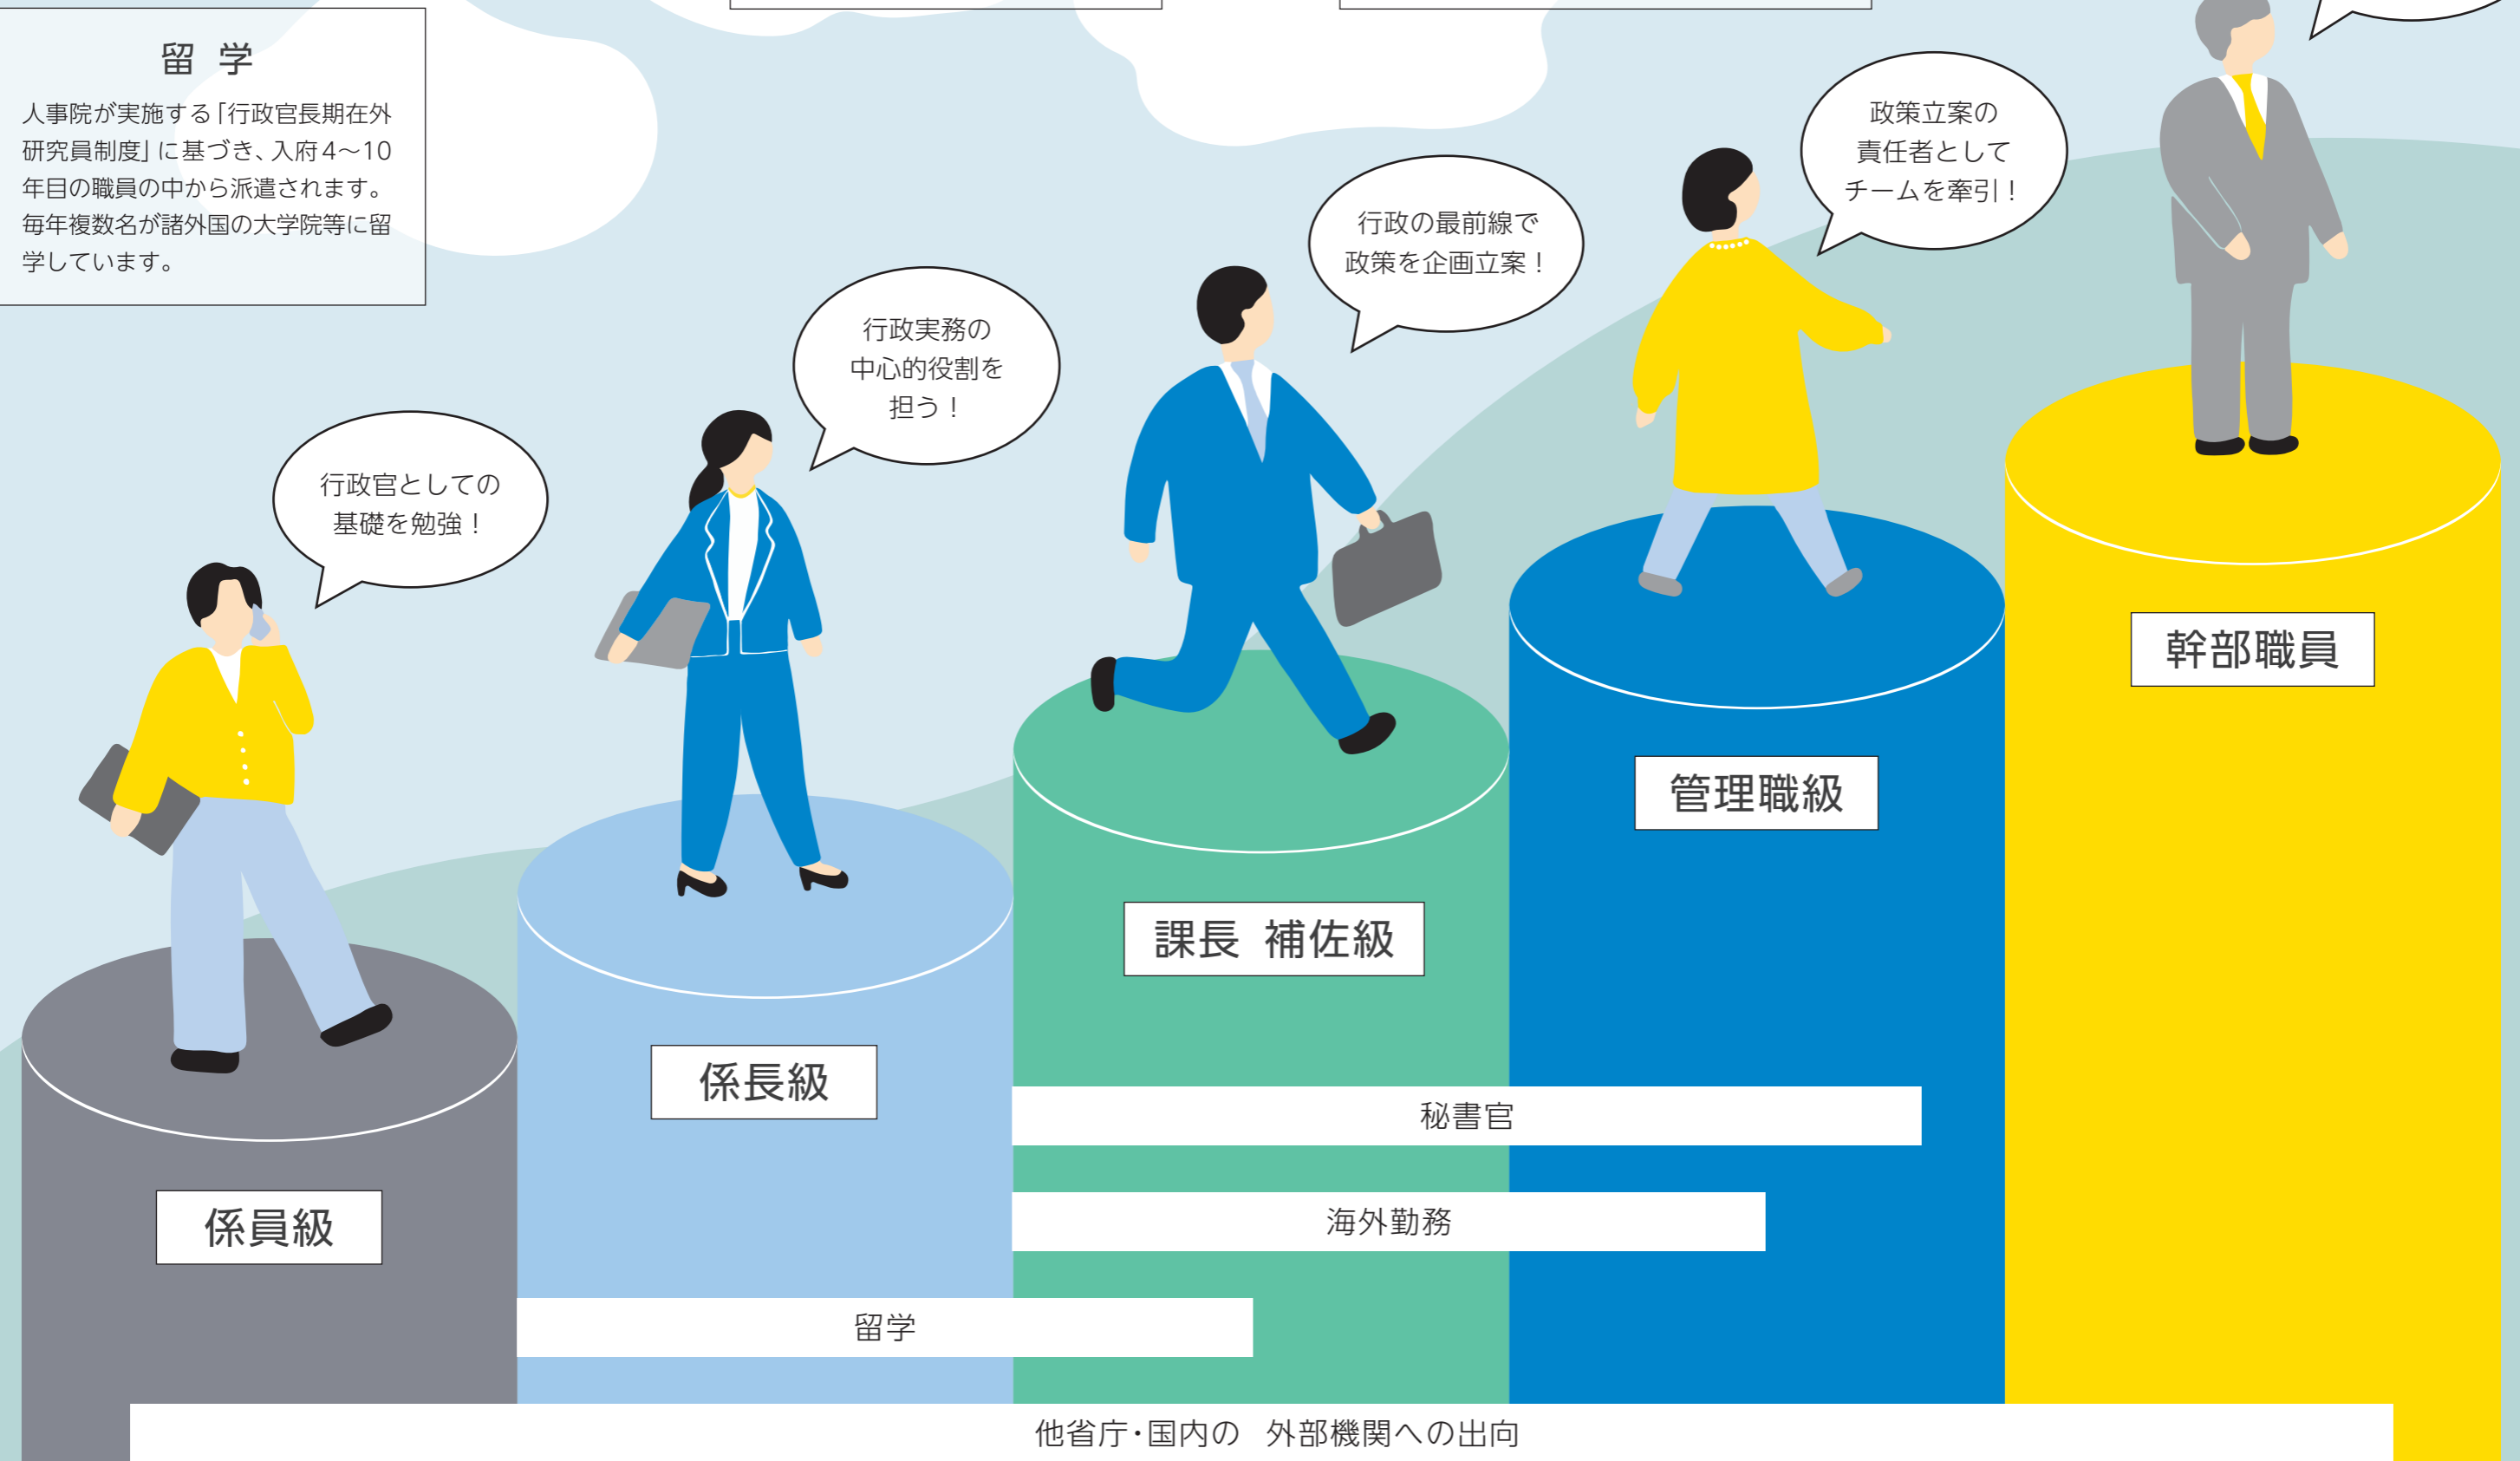 留 学
人事院が実施する「行政官長期在外
研究員制度」に基づき、入府4〜10
年目の職員の中から派遣されます。
毎年複数名が諸外国の大学院等に留
学しています。
行政官としての
基礎を勉強！
行政実務の
中心的役割を
担う！
行政の最前線で
政策を企画立案！
政策立案の
責任者として
チームを牽引！
係員級
係長級
課長 補佐級
管理職級
幹部職員
秘書官
海外勤務
留学
他省庁・国内の 外部機関への出向